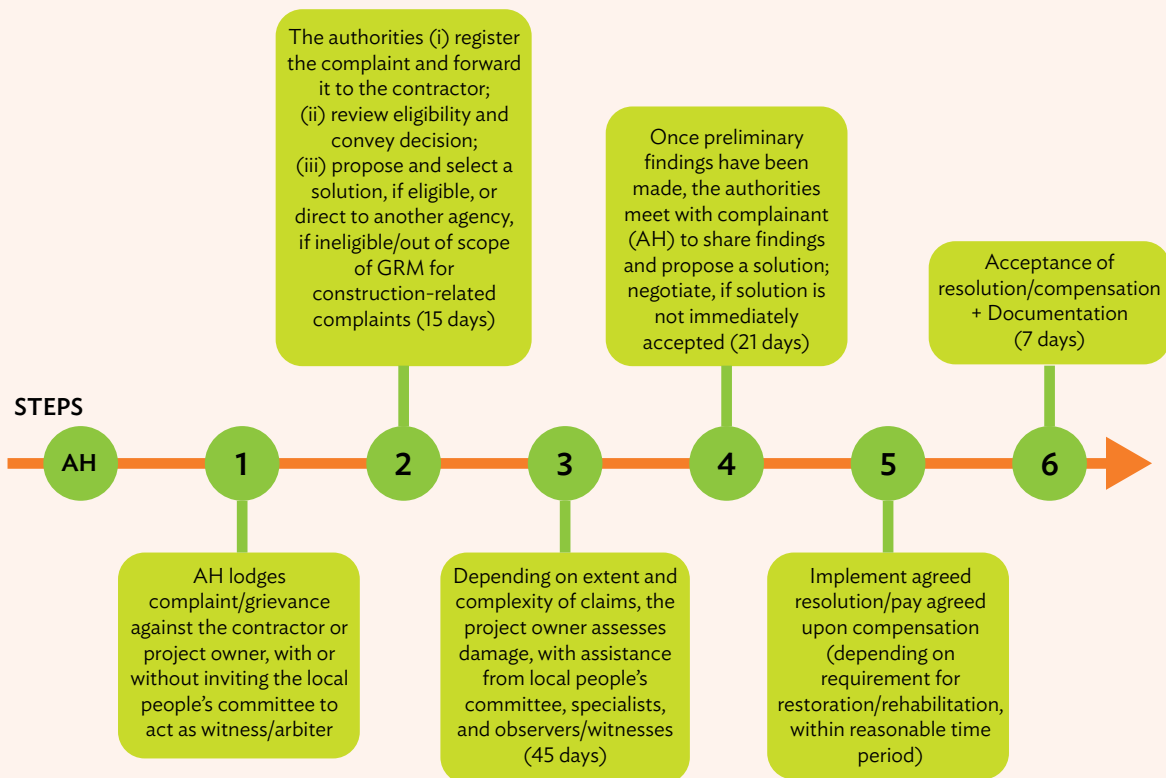 The authorities (i) register
the complaint and forward
it to the contractor;
(ii) review eligibility and
convey decision;
(iii) propose and select a
solution, if eligible, or
direct to another agency,
if ineligible/out of scope
of GRM for
construction-related
complaints (15 days)
Once preliminary
findings have been
made, the authorities
meet with complainant
(AH) to share findings
and propose a solution;
negotiate, if solution is
not immediately
accepted (21 days)
Acceptance of
resolution/compensation
+ Documentation
(7 days)
STEPS
AH
1
2
3
4
5
6
AH lodges
complaint/grievance
against the contractor or
project owner, with or
without inviting the local
people’s committee to
act as witness/arbiter
Depending on extent and
complexity of claims, the
project owner assesses
damage, with assistance
from local people’s
committee, specialists,
and observers/witnesses
(45 days)
Implement agreed
resolution/pay agreed
upon compensation
(depending on
requirement for
restoration/rehabilitation,
within reasonable time
period)